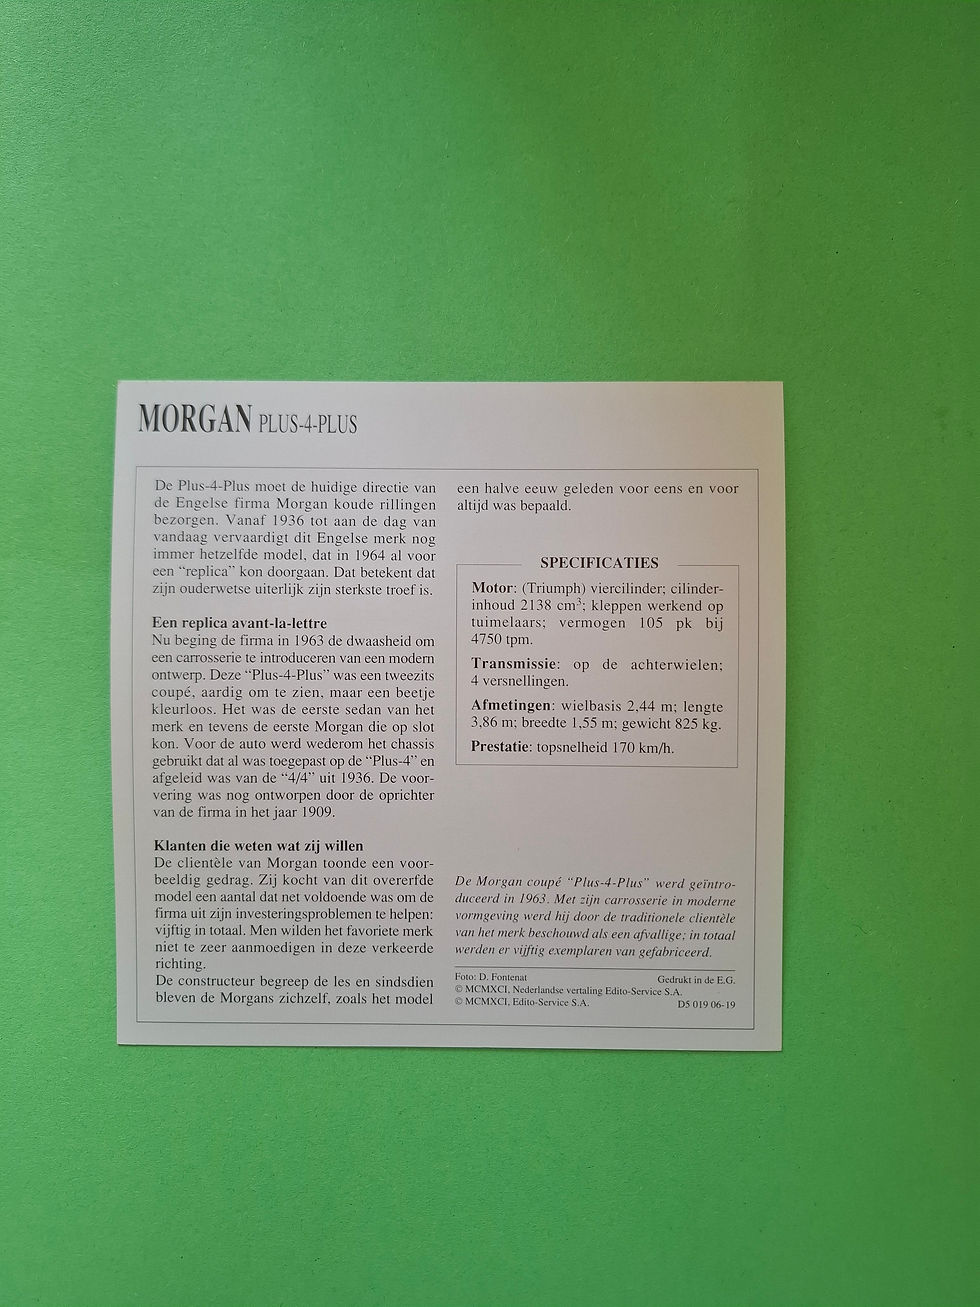 MORGAN PLUS-4-PLUS
De Plus-4-Plus moet de huidige directie van
de Engelse firma Morgan koude rillingen
bezorgen. Vanaf 1936 tot aan de dag van
vandaag vervaardigt dit Engelse merk nog
immer hetzelfde model, dat in 1964 al voor
een “replica” kon doorgaan. Dat betekent dat
zijn ouderwetse uiterlijk zijn sterkste troef is.
Een replica avant-la-lettre
Nu beging de firma in 1963 de dwaasheid om
een carrosserie te introduceren van een modern
ontwerp. Deze “Plus-4-Plus” was een tweezits
coupé, aardig om te zien, maar een beetje
kleurloos. Het was de eerste sedan van het
merk en tevens de eerste Morgan die op slot
kon. Voor de auto werd wederom het chassis
gebruikt dat al was toegepast op de “Plus-4” en
afgeleid was van de “4/4” uit 1936. De voor-
vering was nog ontworpen door de oprichter
van de firma in het jaar 1909.
Klanten die weten wat zij willen
De clientèle van Morgan toonde een voor-
beeldig gedrag. Zij kocht van dit overerfde
model een aantal dat net voldoende was om de
firma uit zijn investeringsproblemen te helpen:
vijftig in totaal. Men wilden het favoriete merk
niet te zeer aanmoedigen in deze verkeerde
richting.
De constructeur begreep de les en sindsdien
bleven de Morgans zichzelf, zoals het model
een halve eeuw geleden voor eens en voor
altijd was bepaald.
SPECIFICATIES
Motor: (Triumph) viercilinder; cilinder-
inhoud 2138 cm³; kleppen werkend op
tuimelaars; vermogen 105 pk bij
4750 tpm.
Transmissie: op de achterwielen;
4 versnellingen.
Afmetingen: wielbasis 2,44 m; lengte
3,86 m; breedte 1,55 m; gewicht 825 kg.
Prestatie: topsnelheid 170 km/h.
De Morgan coupé “Plus-4-Plus” werd geïntro-
duceerd in 1963. Met zijn carrosserie in moderne
vormgeving werd hij door de traditionele clientèle
van het merk beschouwd als een afvallige; in totaal
werden er vijftig exemplaren van gefabriceerd.
Foto: D. Fontenat Gedrukt in de E.G.
© MCMXCI, Nederlandse vertaling Edito-Service S.A.
© MCMXCI, Edito-Service S.A. D5 019 06-19